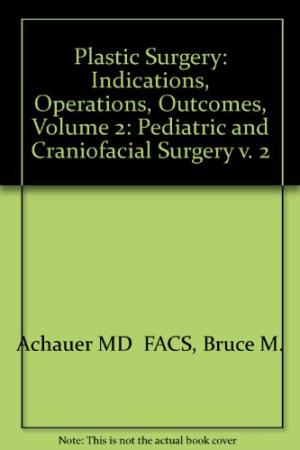 Plastic Surgery:
Indications,
Operations, Outcomes,
Volume 2: Pediatric and
Craniofacial Surgery v. 2
Achauer MD  FACS, Bruce M.
Note: This is not the actual book cover